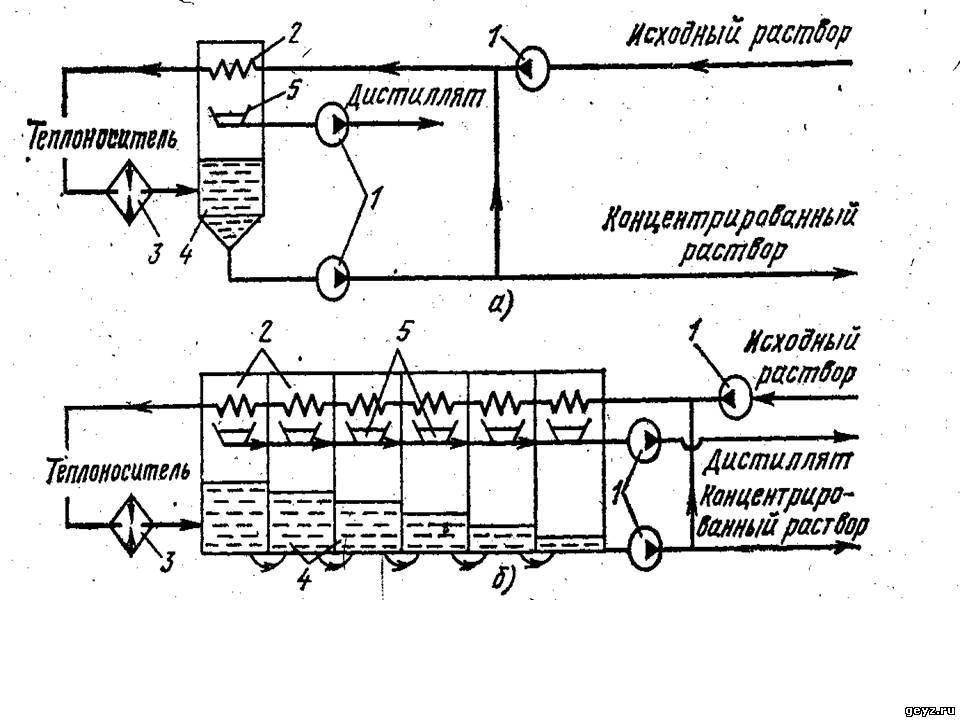 2
1
Исходный раствор
5
Дистиллят
Теплоноситель
1
3
4
Концентрированный
раствор
а)
2
5
1
Исходный
раствор
Теплоноситель
1
Дистиллят
Концентриро-
ванный раствор
3
4
б)
geyz.ru